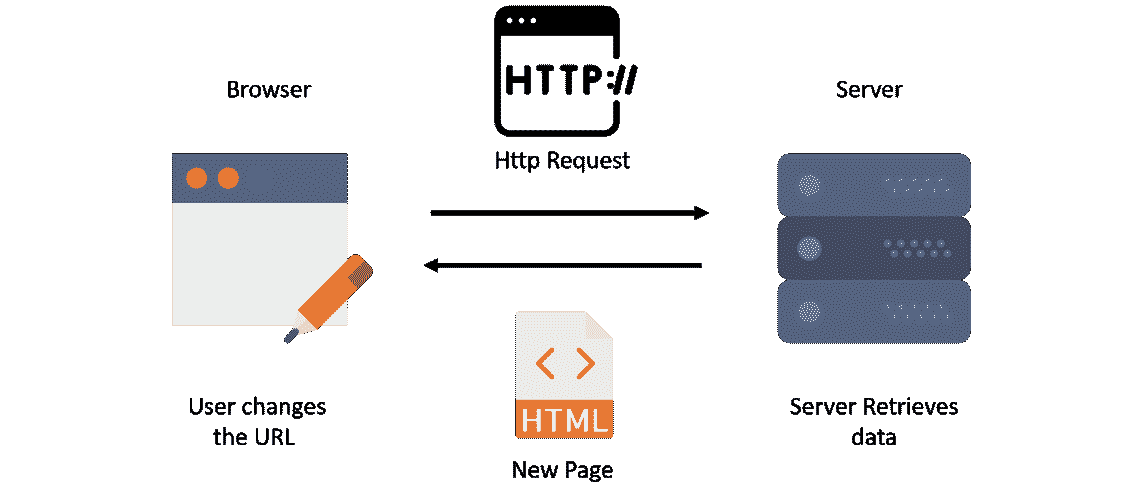 Browser
HTTP://
Server
Http Request
User changes
the URL
HTML
New Page
Server Retrieves
data